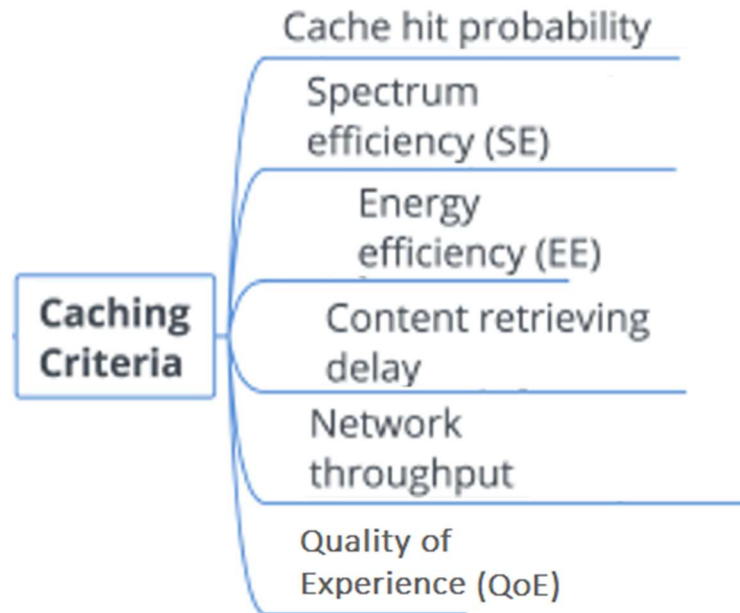 Cache hit probability
Spectrum
efficiency (SE)
Energy
efficiency (EE)
Caching
Criteria
Content retrieving
delay
Network
throughput
Quality of
Experience (QoE)